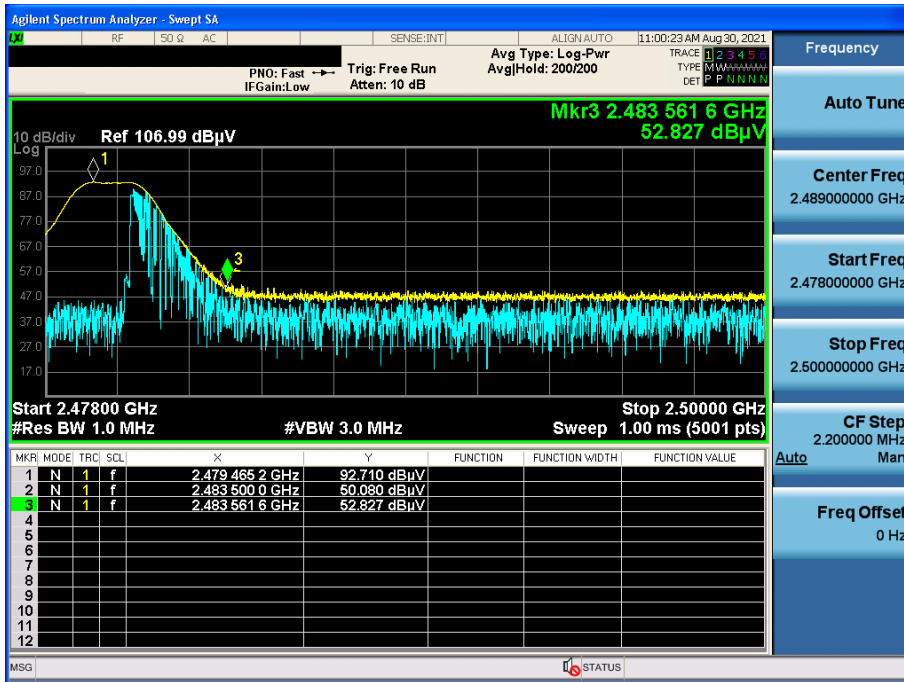 Agilent Spectrum Analyzer - Swept SA
LXI RF 50 Ω AC SENSE:INT ALIGN AUTO 11:00:23 AM Aug 30, 2021
PNO: Fast Trig: Free Run Avg Type: Log-Pwr TRACE 1 2 3 4 5 6
IFGain:Low Atten: 10 dB Avg|Hold: 200/200 TYPE M WAAAAAA
DET P P N N N N
Mkr3 2.483 561 6 GHz
52.827 dBµV
10 dB/div Ref 106.99 dBµV
Log
97.0
87.0
77.0
67.0
57.0
47.0
37.0
27.0
17.0
1
3
Start 2.47800 GHz Stop 2.50000 GHz
#Res BW 1.0 MHz #VBW 3.0 MHz Sweep 1.00 ms (5001 pts)
MKR MODE TRC SCL X Y FUNCTION FUNCTION WIDTH FUNCTION VALUE
1 N 1 f 2.479 465 2 GHz 92.710 dBµV
2 N 1 f 2.483 500 0 GHz 50.080 dBµV
3 N 1 f 2.483 561 6 GHz 52.827 dBµV
4
5
6
7
8
9
10
11
12
MSG STATUS
Frequency
Auto Tune
Center Freq
2.489000000 GHz
Start Freq
2.478000000 GHz
Stop Freq
2.500000000 GHz
CF Step
2.200000 MHz
Auto Man
Freq Offset
0 Hz